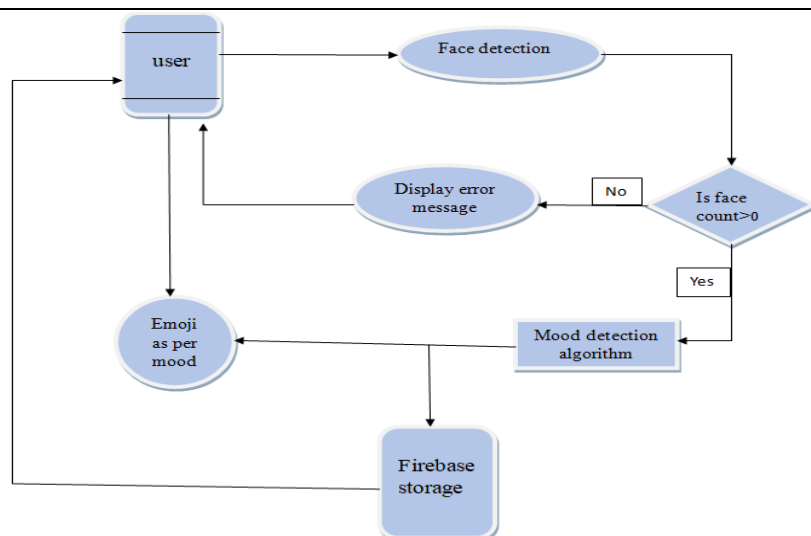 user
Face detection
Display error
message
No
Is face
count>0
Yes
Emoji
as per
mood
Mood detection
algorithm
Firebase
storage